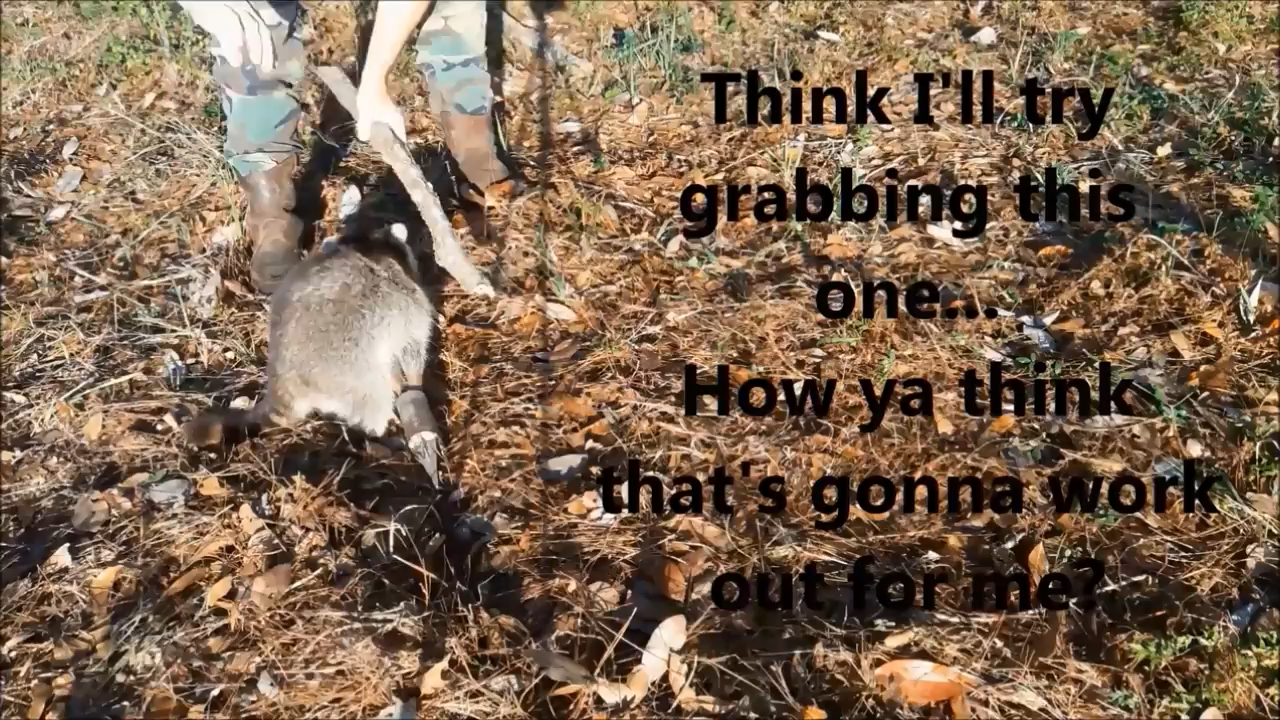 Think I'll try
grabbing this
one...
How ya think
that's gonna work
out for me?